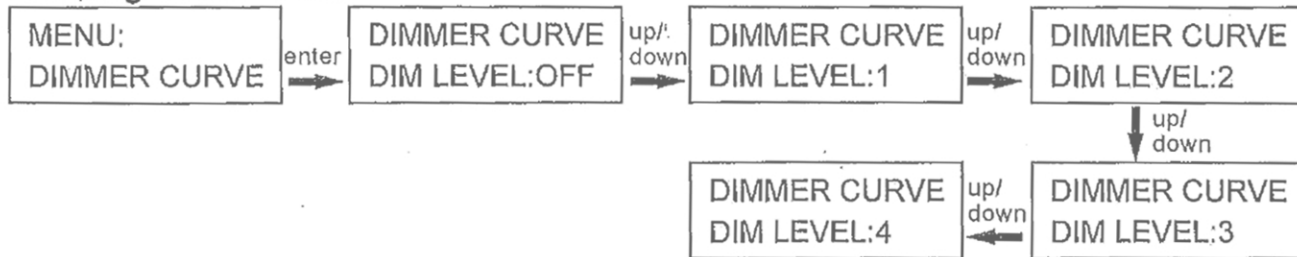 MENU:
DIMMER CURVE
enter
DIMMER CURVE
DIM LEVEL:OFF
up/
down
DIMMER CURVE
DIM LEVEL:1
up/
down
DIMMER CURVE
DIM LEVEL:2
up/
down
DIMMER CURVE
DIM LEVEL:3
up/
down
DIMMER CURVE
DIM LEVEL:4